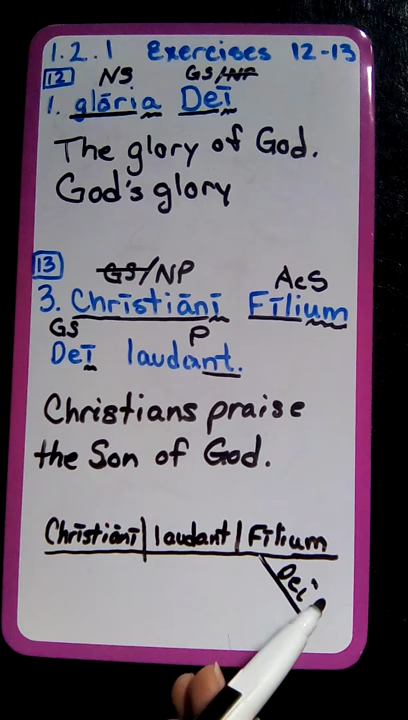 1.2.1 Exercises 12-13
12 NS GS/NP
1. glōria Deī
The glory of God.
God's glory
13 GS/NP AcS
3. Christiānī Fīlium
GS P
Deī laudant.
Christians praise
the Son of God.
Christiānī laudant Fīlium
Deī